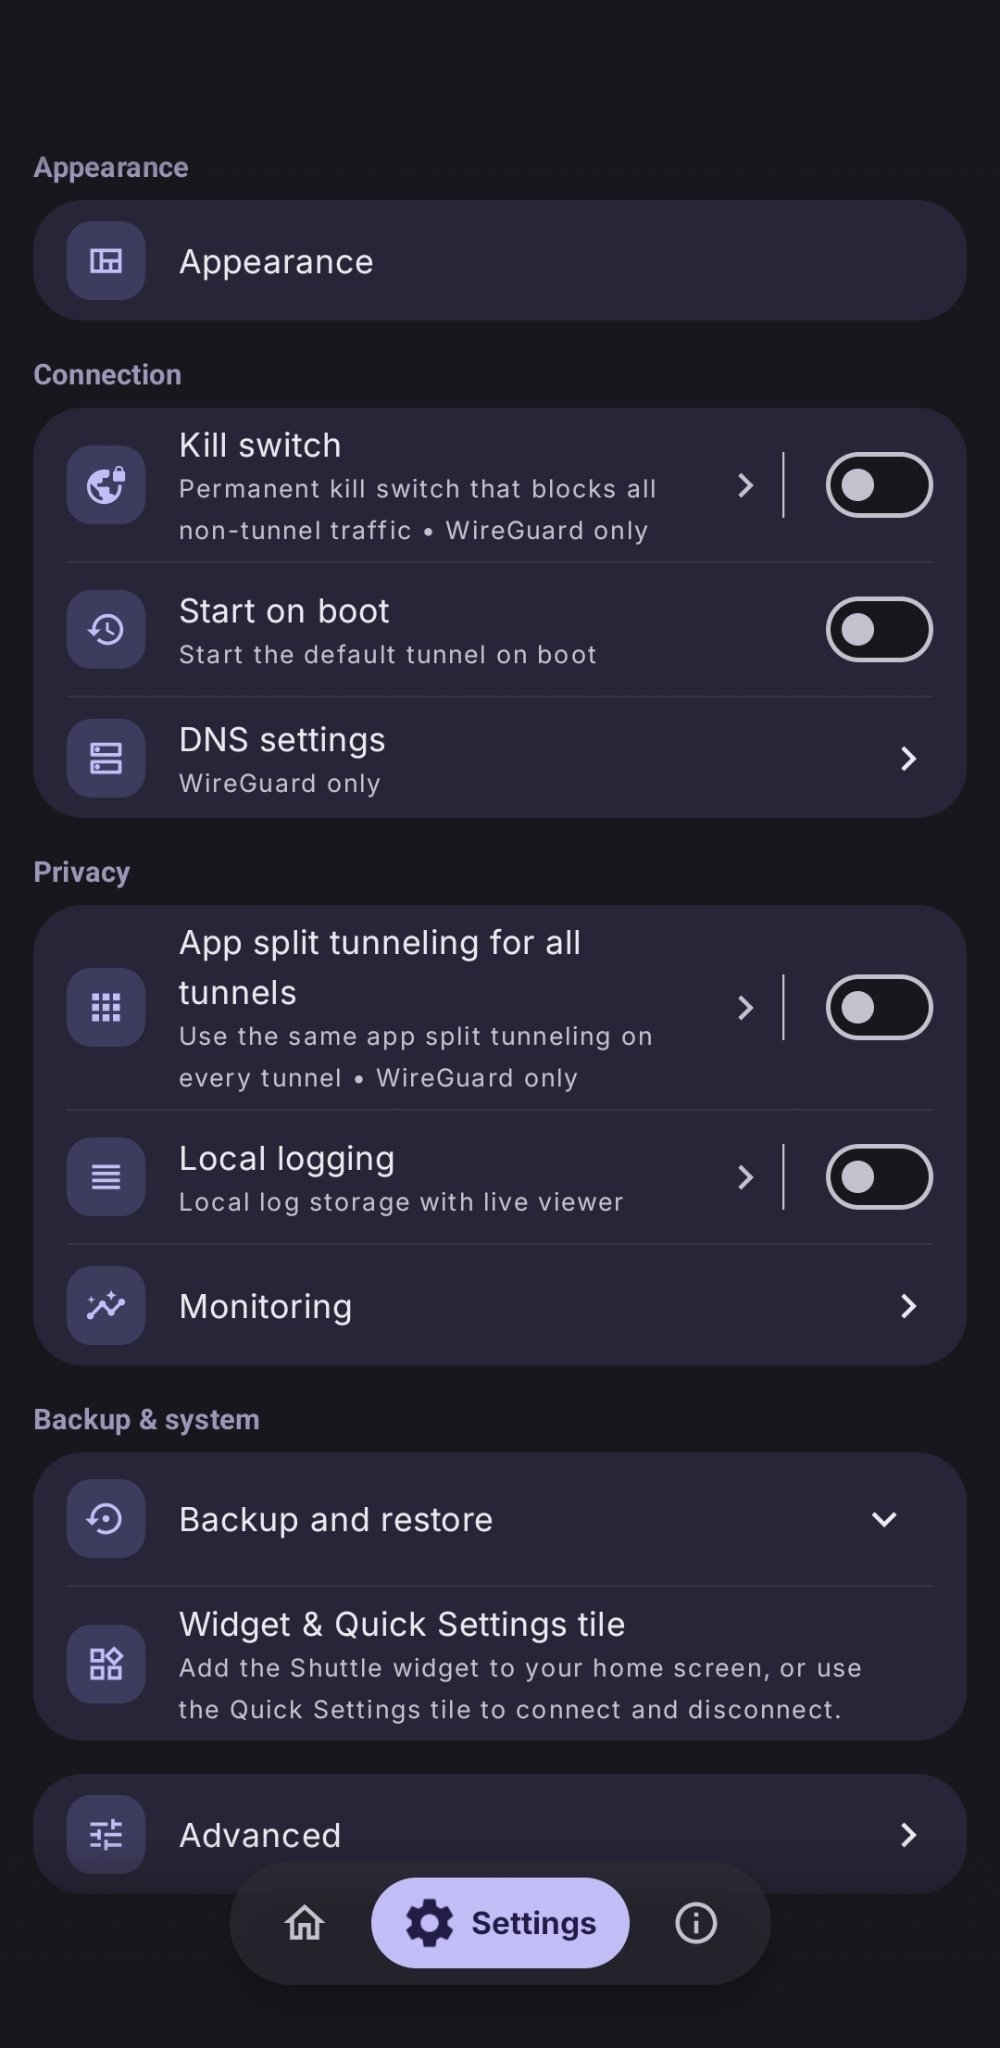 Appearance
Appearance
Connection
Kill switch
Permanent kill switch that blocks all
non-tunnel traffic • WireGuard only
Start on boot
Start the default tunnel on boot
DNS settings
WireGuard only
Privacy
App split tunneling for all
tunnels
Use the same app split tunneling on
every tunnel • WireGuard only
Local logging
Local log storage with live viewer
Monitoring
Backup & system
Backup and restore
Widget & Quick Settings tile
Add the Shuttle widget to your home screen, or use
the Quick Settings tile to connect and disconnect.
Advanced
Settings